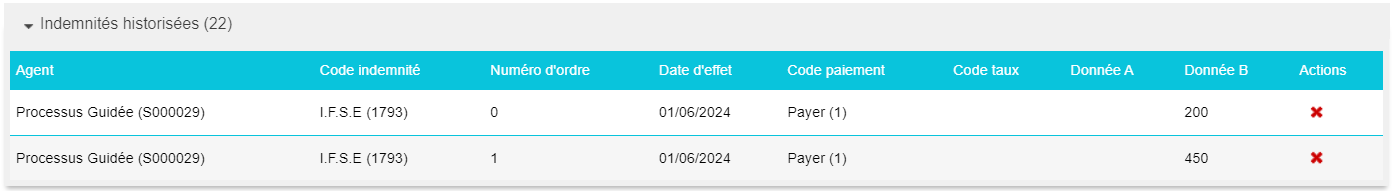 Indemnités historisées (22)
Agent Code indemnité Numéro d'ordre Date d'effet Code paiement Code taux Donnée A Donnée B Actions
Processus Guidée (S000029) I.F.S.E (1793) 0 01/06/2024 Payer (1) 200
Processus Guidée (S000029) I.F.S.E (1793) 1 01/06/2024 Payer (1) 450